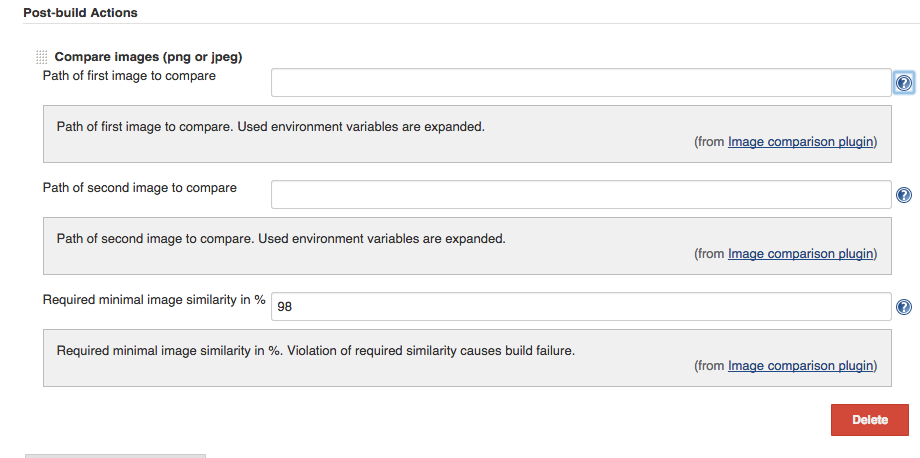 Post-build Actions
Compare images (png or jpeg)
Path of first image to compare
?
Path of first image to compare. Used environment variables are expanded.
(from Image comparison plugin)
Path of second image to compare
?
Path of second image to compare. Used environment variables are expanded.
(from Image comparison plugin)
Required minimal image similarity in % 98
?
Required minimal image similarity in %. Violation of required similarity causes build failure.
(from Image comparison plugin)
Delete